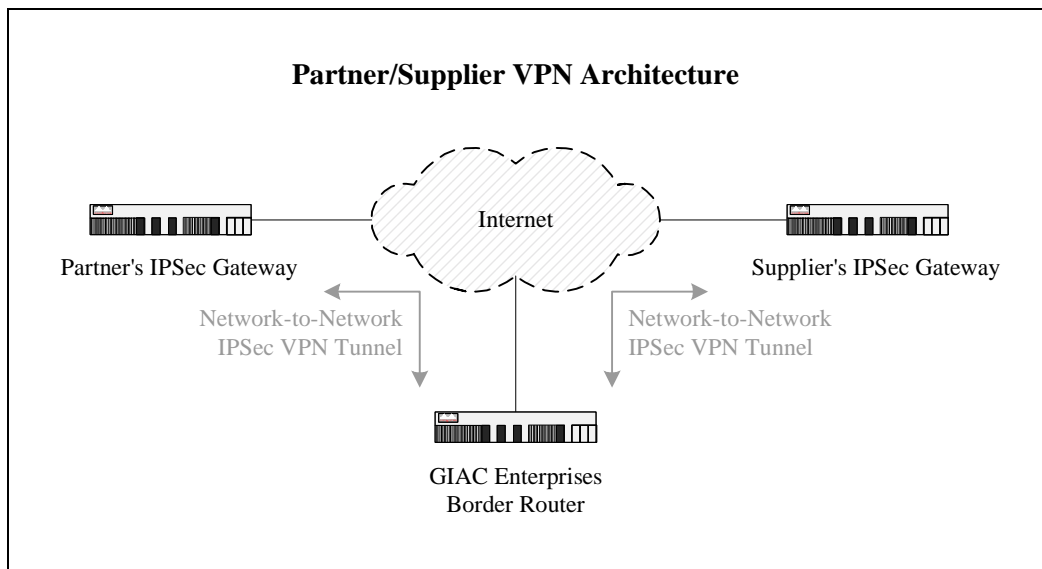 Partner/Supplier VPN Architecture
Internet
Partner's IPSec Gateway
Supplier's IPSec Gateway
Network-to-Network
IPSec VPN Tunnel
Network-to-Network
IPSec VPN Tunnel
GIAC Enterprises
Border Router